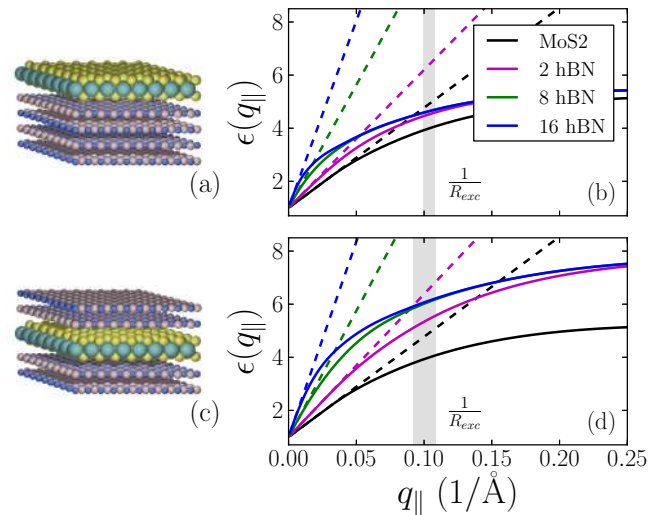 (a)
8
6
4
2
ϵ(q∥)
MoS2
2 hBN
8 hBN
16 hBN
1/R_exc
(b)
(c)
8
6
4
2
ϵ(q∥)
1/R_exc
(d)
0.00 0.05 0.10 0.15 0.20 0.25
q∥ (1/Å)